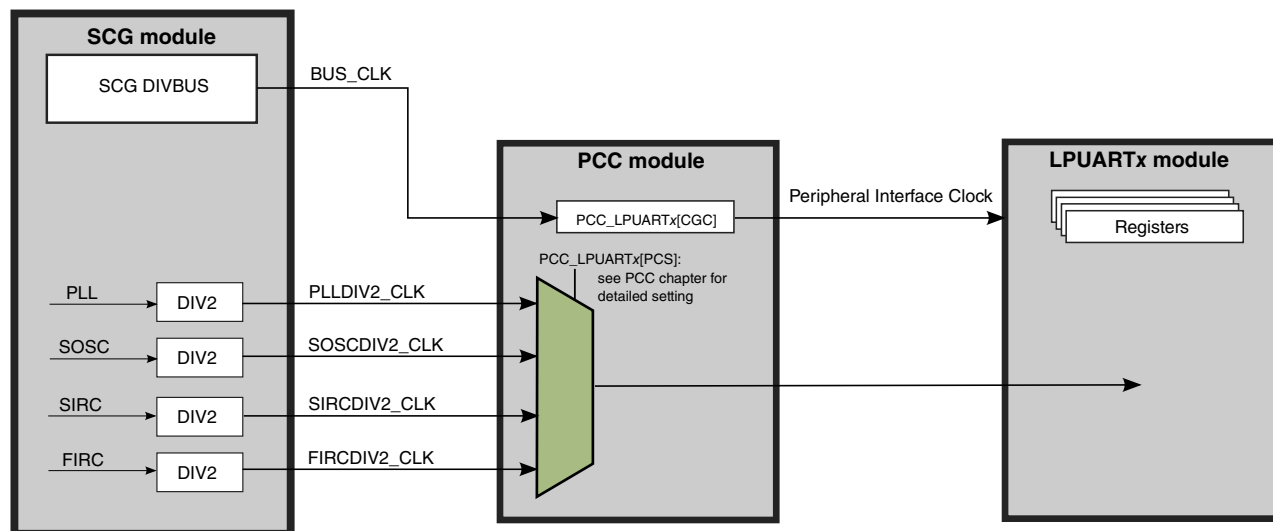 SCG module
SCG DIVBUS
BUS_CLK
PCC module
PCC_LPUARTx[CGC]
Peripheral Interface Clock
LPUARTx module
Registers
PCC_LPUARTx[PCS]:
see PCC chapter for
detailed setting
PLL
DIV2
PLLDIV2_CLK
SOSC
DIV2
SOSCDIV2_CLK
SIRC
DIV2
SIRCDIV2_CLK
FIRC
DIV2
FIRCDIV2_CLK